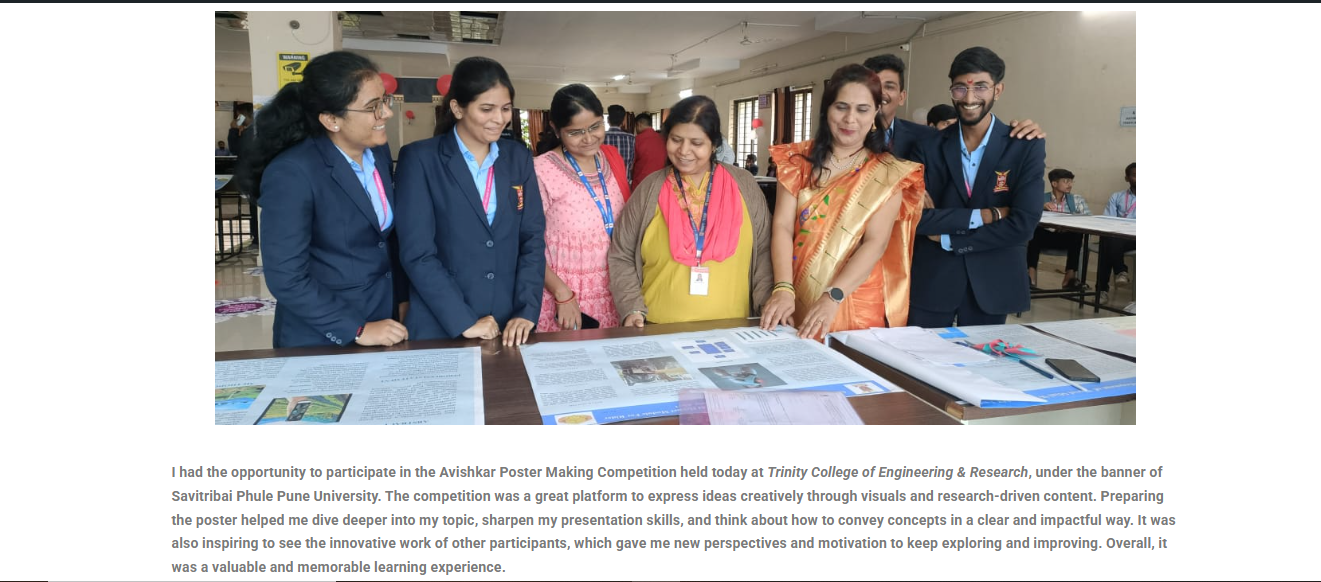 WARNING
I had the opportunity to participate in the Avishkar Poster Making Competition held today at Trinity College of Engineering & Research, under the banner of
Savitribai Phule Pune University. The competition was a great platform to express ideas creatively through visuals and research-driven content. Preparing
the poster helped me dive deeper into my topic, sharpen my presentation skills, and think about how to convey concepts in a clear and impactful way. It was
also inspiring to see the innovative work of other participants, which gave me new perspectives and motivation to keep exploring and improving. Overall, it
was a valuable and memorable learning experience.